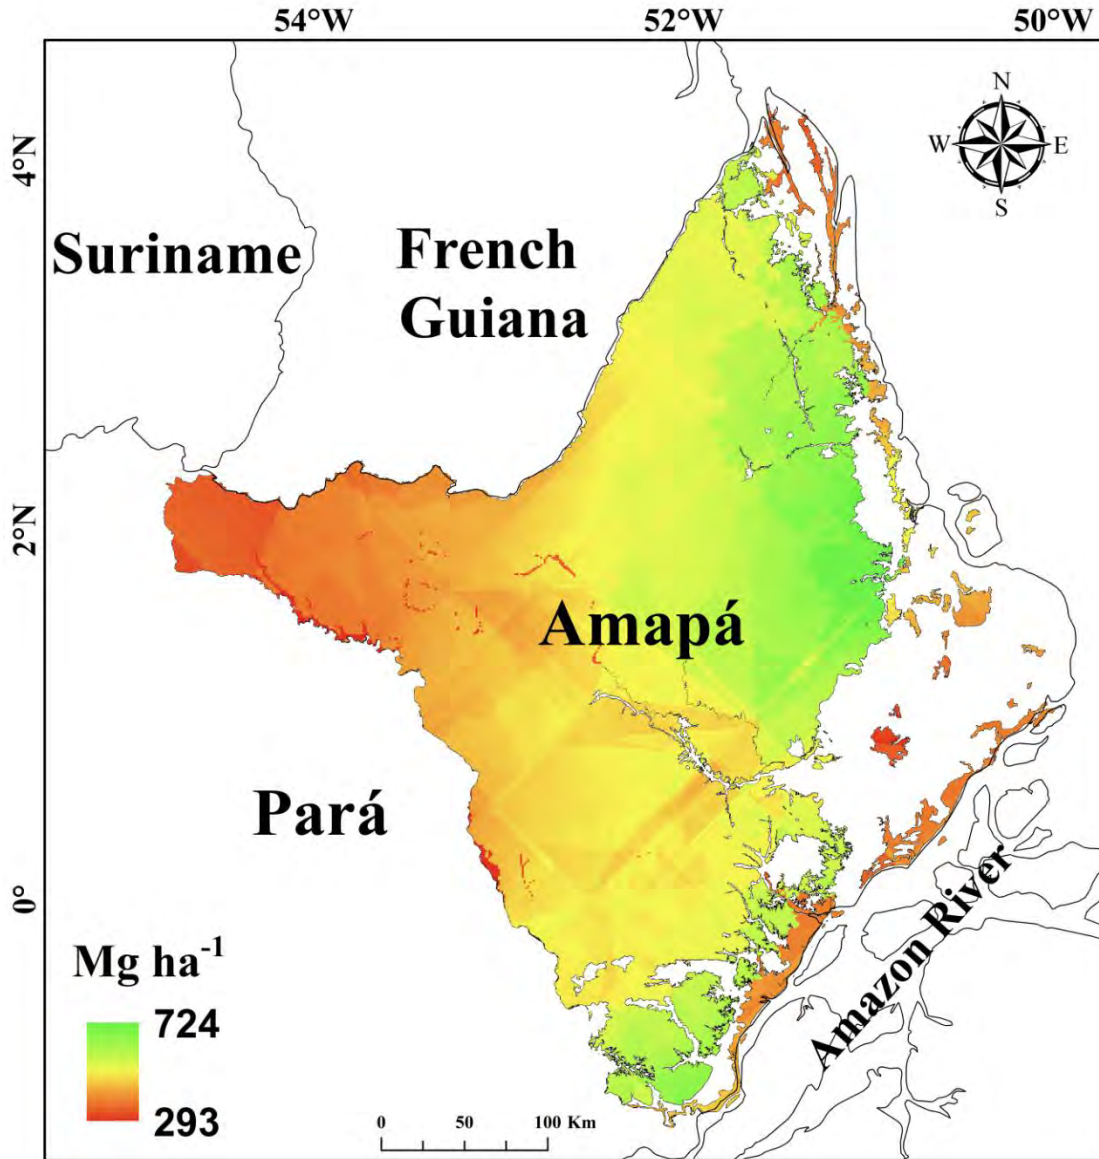 54°W 52°W 50°W
N
W E
S
4°N
Suriname
French
Guiana
2°N
Amapá
Pará
0°
Amazon River
Mg ha⁻¹
724
293
0 50 100 Km